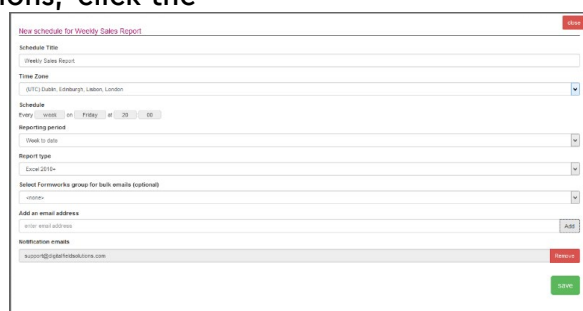 ions, click the
close
New schedule for Weekly Sales Report
Schedule Title
Weekly Sales Report
Time Zone
(UTC) Dublin, Edinburgh, Lisbon, London
Schedule
Every week on Friday at 20 00
Reporting period
Week to date
Report type
Excel 2010+
Select Formworks group for bulk emails (optional)
<none>
Add an email address
enter email address Add
Notification emails
support@digitalfieldsolutions.com Remove
save